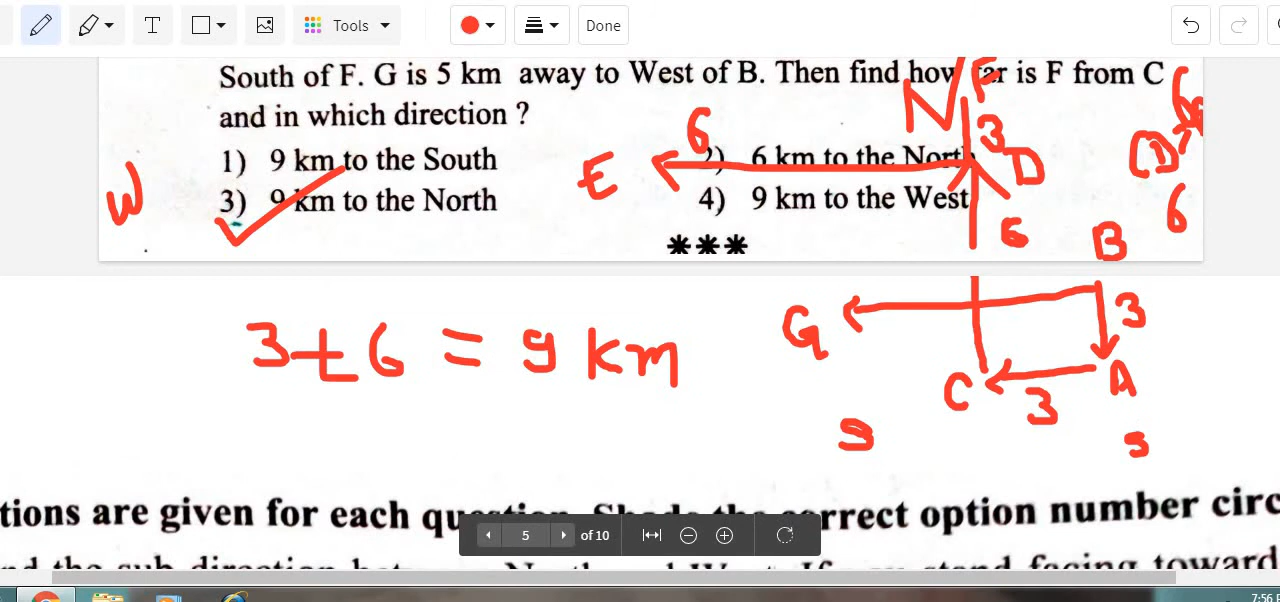 Tools Done
South of F. G is 5 km away to West of B. Then find how far is F from C
and in which direction ?
1) 9 km to the South
2) 6 km to the North
3) 9 km to the North
4) 9 km to the West
***
N F
3
6
E
D
W
6
6
B
G
3
3 + 6 = 9 km
C
3
A
S
S
tions are given for each question. Shade the correct option number circ
5 of 10
7:56 P